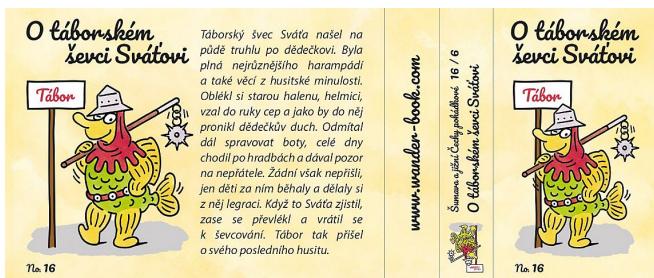 O táborském
ševci Sváťovi
Tábor
No. 16
Táborský švec Sváťa našel na
půdě truhlu po dědečkovi. Byla
plná nejrůznějšího harampádí
a také věcí z husitské minulosti.
Oblékl si starou halenu, helmici,
vzal do ruky cep a jako by do něj
pronikl dědečkův duch. Odmítal
dál spravovat boty, celé dny
chodil po hradbách a dával pozor
na nepřátele. Žádní však nepřišli,
jen děti za ním běhaly a dělaly si
z něj legraci. Když to Sváťa zjistil,
zase se převlékl a vrátil se
k ševcování. Tábor tak přišel
o svého posledního husitu.
www.wander-book.com
Šumava a jižní Čechy pohádkové 16 / 6
O táborském ševci Sváťovi
O táborském
ševci Sváťovi
Tábor
No. 16